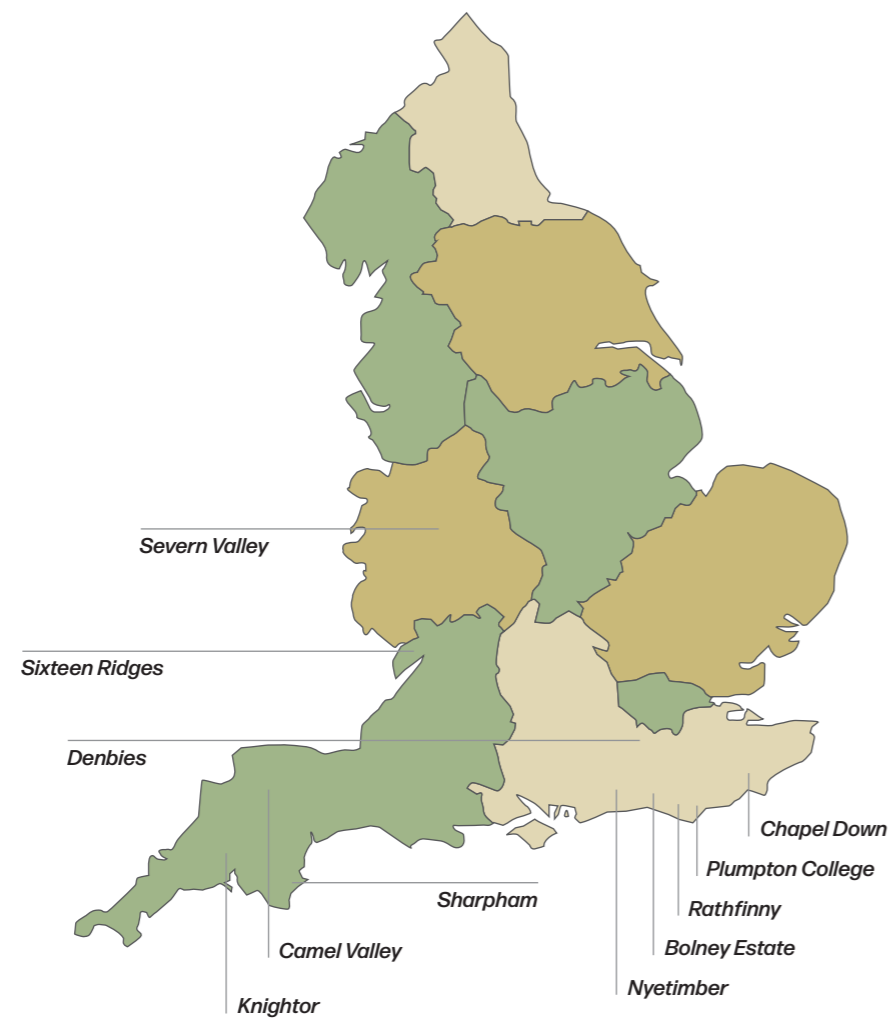 Severn Valley
Sixteen Ridges
Denbies
Chapel Down
Plumpton College
Sharpham
Rathfinny
Camel Valley
Bolney Estate
Nyetimber
Knightor